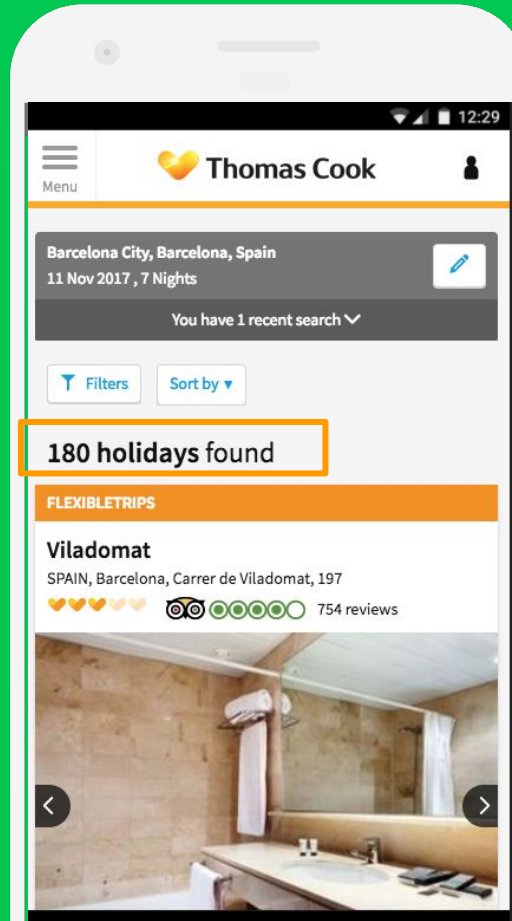 12:29
Menu
Thomas Cook
Barcelona City, Barcelona, Spain
11 Nov 2017 , 7 Nights
You have 1 recent search
Filters
Sort by
180 holidays found
FLEXIBLETRIPS
Viladomat
SPAIN, Barcelona, Carrer de Viladomat, 197
754 reviews